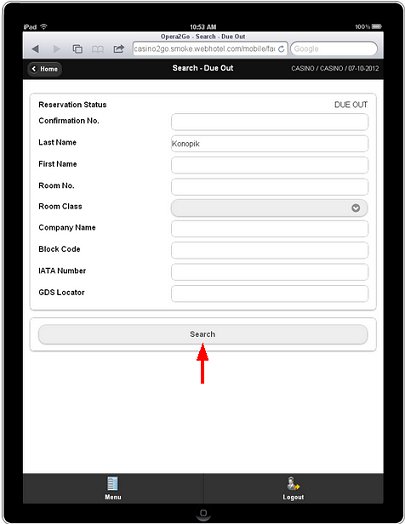 iPad 10:53 AM 100%
Opera2Go - Search - Due Out
casino2go.smoke.webhotel.com/mobile/fac Google
Home Search - Due Out CASINO / CASINO / 07-10-2012
Reservation Status DUE OUT
Confirmation No.
Last Name Konopik
First Name
Room No.
Room Class
Company Name
Block Code
IATA Number
GDS Locator
Search
Menu Logout